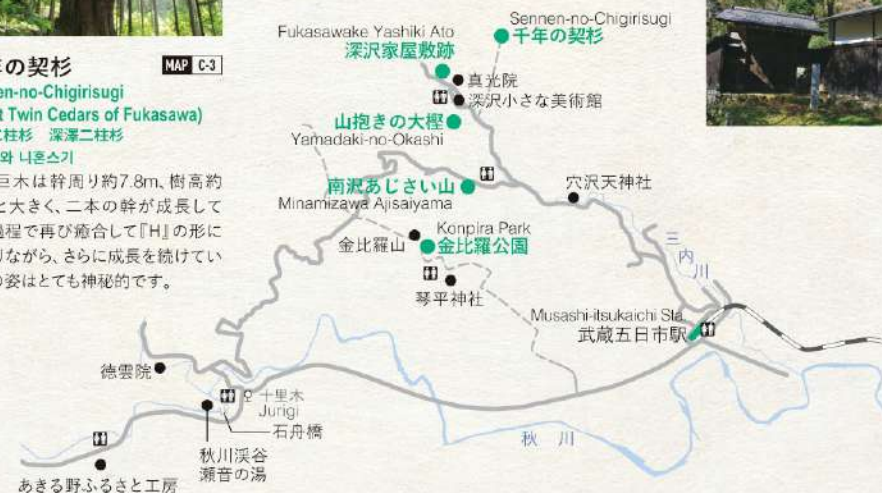 の契杉
MAP C-3
en-no-Chigirisugi
t Twin Cedars of Fukasawa)
二柱杉 深澤二柱杉
와 니혼스기
巨木は幹周り約7.8m、樹高約
と大きく、二本の幹が成長して
過程で再び癒合して『H』の形に
りながら、さらに成長を続けてい
の姿はとても神秘的です。
Fukasawake Yashiki Ato
深沢家屋敷跡
Sennen-no-Chigirisugi
千年の契杉
真光院
深沢小さな美術館
山抱きの大樫
Yamadaki-no-Okashi
南沢あじさい山
Minamizawa Ajisaiyama
穴沢天神社
金比羅山
Konpira Park
金比羅公園
琴平神社
三内川
Musashi-itsukaichi Sta
武蔵五日市駅
徳雲院
十里木
Jurigi
石舟橋
秋川渓谷
瀬音の湯
秋川
あきる野ふるさと工房